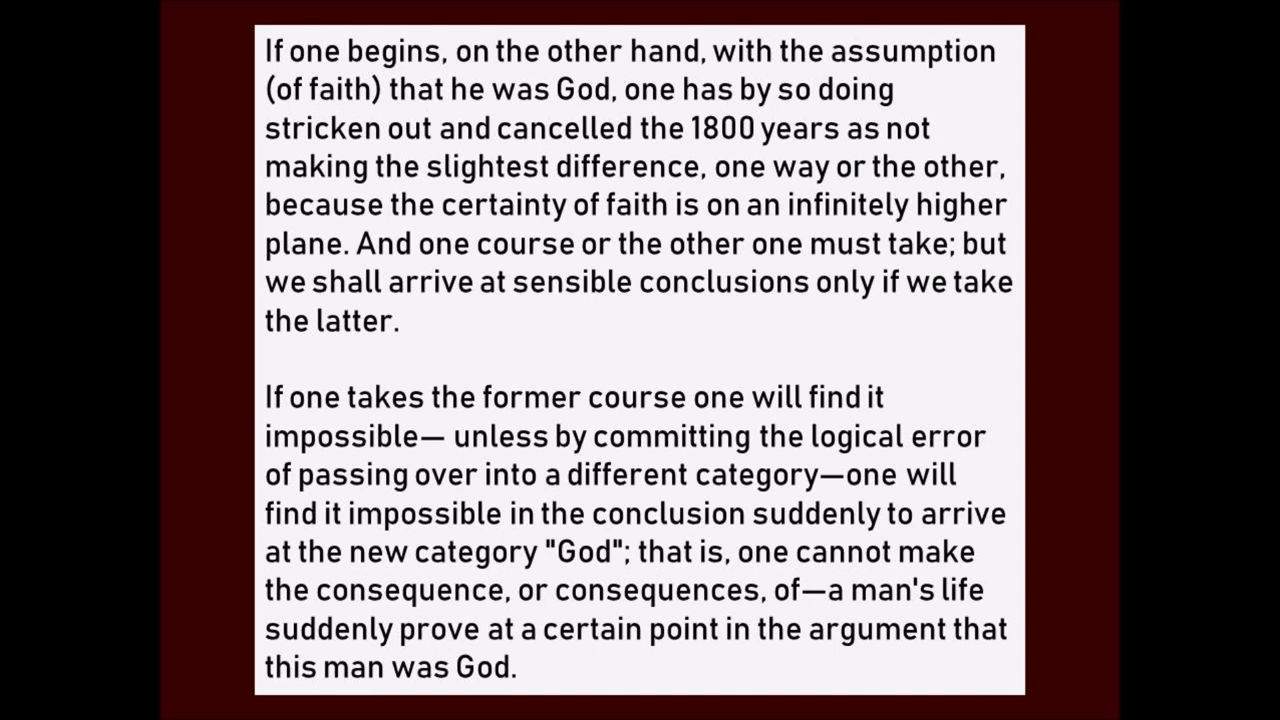 If one begins, on the other hand, with the assumption
(of faith) that he was God, one has by so doing
stricken out and cancelled the 1800 years as not
making the slightest difference, one way or the other,
because the certainty of faith is on an infinitely higher
plane. And one course or the other one must take; but
we shall arrive at sensible conclusions only if we take
the latter.
If one takes the former course one will find it
impossible— unless by committing the logical error
of passing over into a different category—one will
find it impossible in the conclusion suddenly to arrive
at the new category "God"; that is, one cannot make
the consequence, or consequences, of—a man's life
suddenly prove at a certain point in the argument that
this man was God.